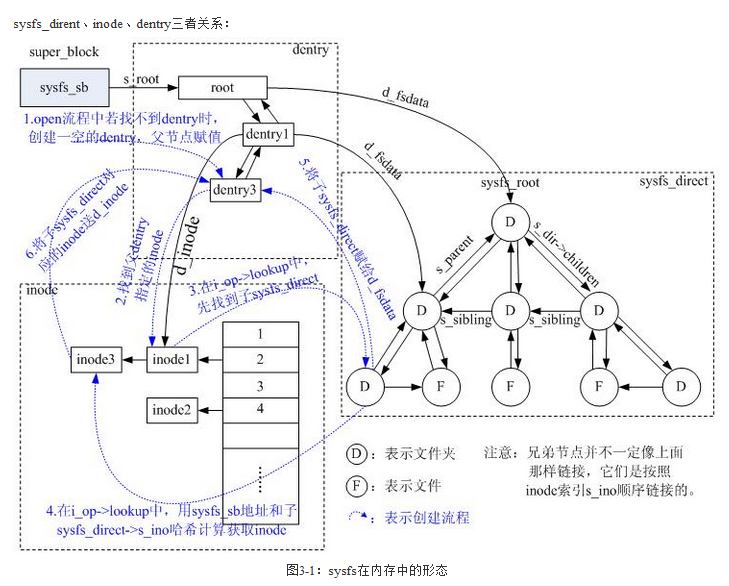 sysfs_dirent、inode、dentry三者关系：
super_block
dentry
sysfs_sb
s_root
root
d_fsdata
1.open流程中若找不到dentry时，
创建一空的dentry，父节点赋值
dentry1
d_fsdata
dentry3
5.将子sysfs_direct赋给d_fsdata
sysfs_root
sysfs_direct
D
6.将子sysfs_direct对
应的inode送d_inode
2.找到父dentry
指定的inode
d_inode
s_parent
s_dir->children
3.在i_op->lookup中，
先找到子sysfs_direct
inode
D
s_sibling
D
s_sibling
D
1
inode3
inode1
2
3
D
F
F
F
D
inode2
4
D：表示文件夹
注意：兄弟节点并不一定像上面
那样链接，它们是按照
inode索引s_ino顺序链接的。
F：表示文件
4.在i_op->lookup中，用sysfs_sb地址和子
sysfs_direct->s_ino哈希计算获取inode
：表示创建流程
图3-1：sysfs在内存中的形态